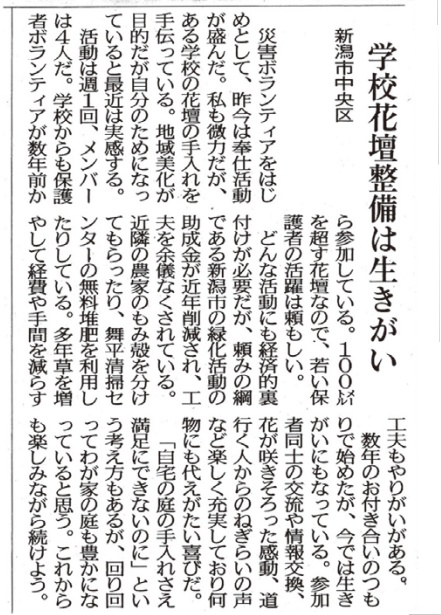 学校花壇整備は生きがい
新潟市中央区
災害ボランティアをはじ
めとして、昨今は奉仕活動
が盛んだ。私も微力だが、
ある学校の花壇の手入れを
手伝っている。地域美化が
目的だが自分のためになっ
ていると最近は実感する。
活動は週1回、メンバー
は4人だ。学校からも保護
者ボランティアが数年前か
ら参加している。100㍍
を超す花壇なので、若い保
護者の活躍は頼もしい。
どんな活動にも経済的裏
付けが必要だが、頼みの綱
である新潟市の緑化活動の
助成金が近年削減され、工
夫を余儀なくされている。
近隣の農家のもみ殻を分け
てもらったり、舞平清掃セ
ンターの無料堆肥を利用し
たりしている。多年草を増
やして経費や手間を減らす
工夫もやりがいがある。
数年のお付き合いのつも
りで始めたが、今では生き
がいにもなっている。参加
者同士の交流や情報交換、
花が咲きそろった感動、道
行く人からのねぎらいの声
など楽しく充実しており何
物にも代えがたい喜びだ。
「自宅の庭の手入れさえ
満足にできないのに」とい
う考え方もあるが、回り回
ってわが家の庭も豊かにな
っていると思う。これから
も楽しみながら続けよう。